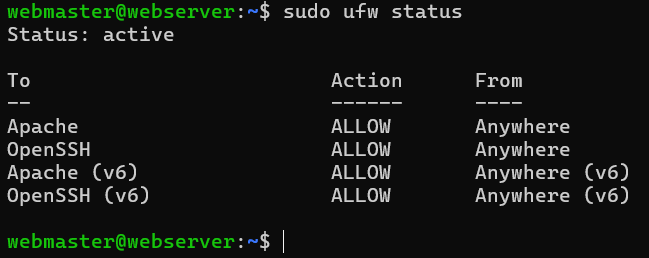 webmaster@webserver:~$ sudo ufw status
Status: active
To Action From
-- ------ ----
Apache ALLOW Anywhere
OpenSSH ALLOW Anywhere
Apache (v6) ALLOW Anywhere (v6)
OpenSSH (v6) ALLOW Anywhere (v6)
webmaster@webserver:~$